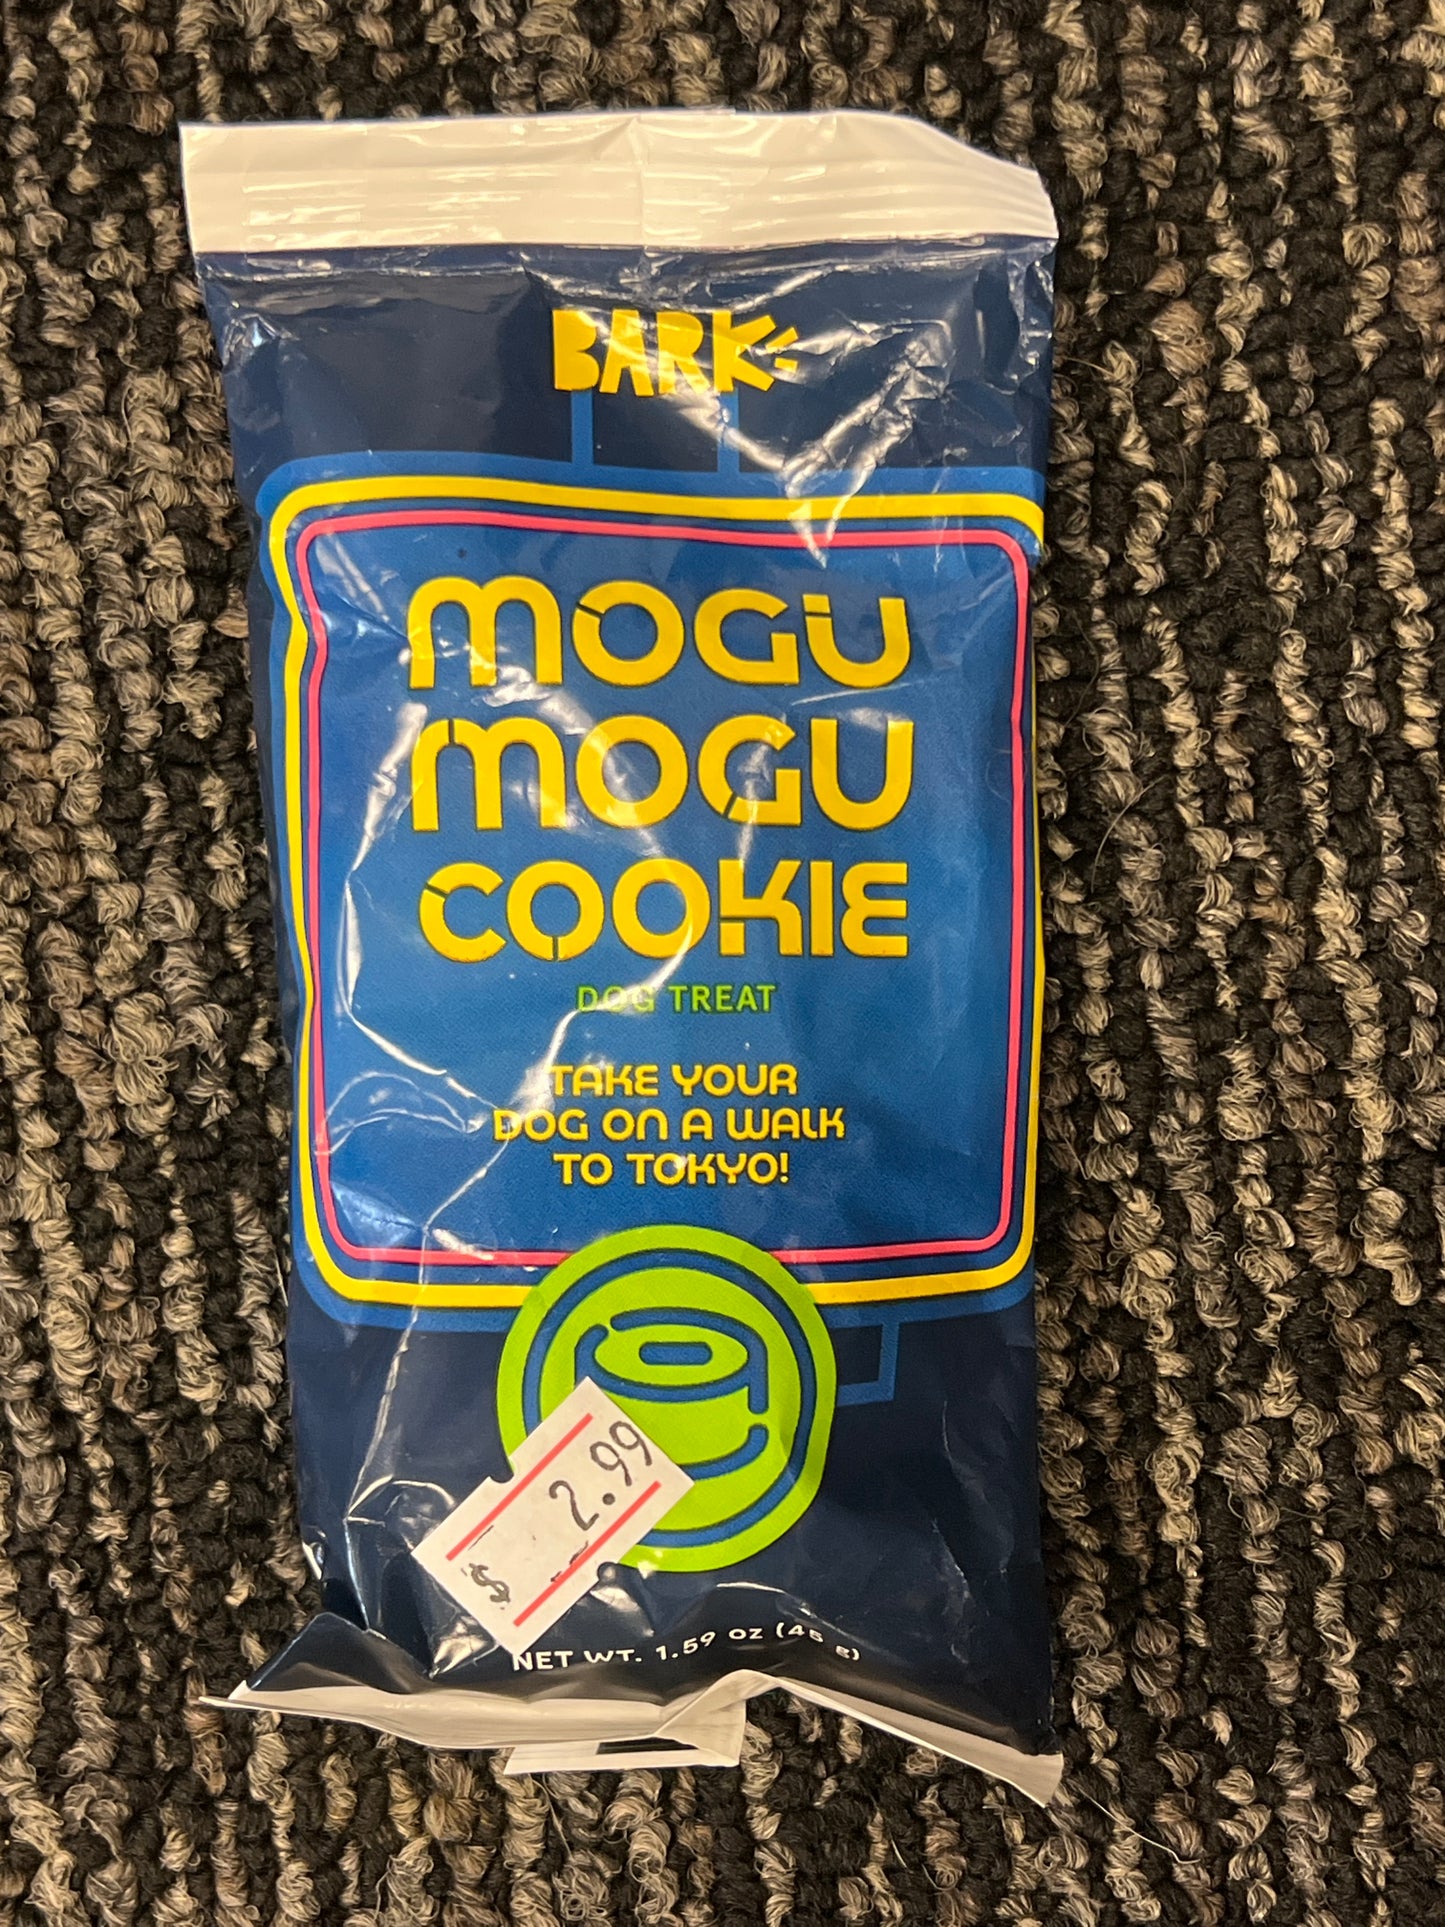 BARK
MOGU
MOGU
COOKIE
DOG TREAT
TAKE YOUR
DOG ON A WALK
TO TOKYO!
$ 2.99
NET WT. 1.59 oz (45 g)